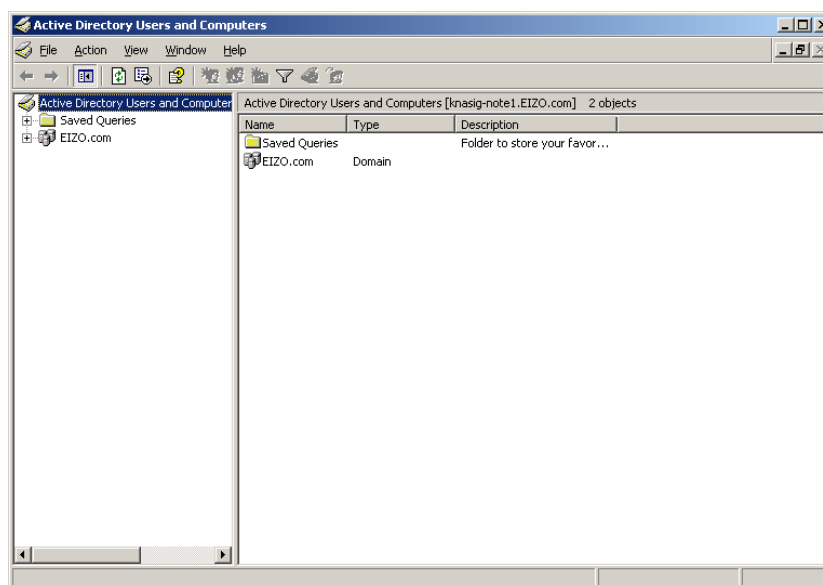 Active Directory Users and Computers
File Action View Window Help
Active Directory Users and Computer
Saved Queries
EIZO.com
Active Directory Users and Computers [knasig-note1.EIZO.com] 2 objects
Name Type Description
Saved Queries Folder to store your favor...
EIZO.com Domain